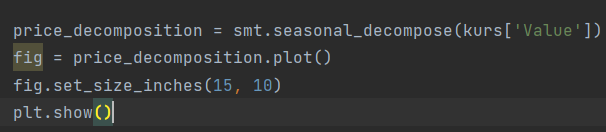 price_decomposition = smt.seasonal_decompose(kurs['Value'])
fig = price_decomposition.plot()
fig.set_size_inches(15, 10)
plt.show()